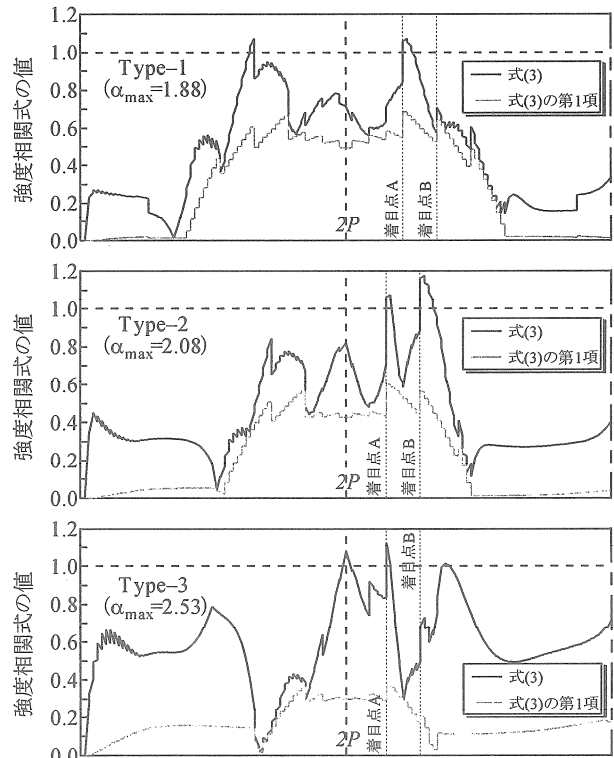 強度相関式の値
1.2
1.0
0.8
0.6
0.4
0.2
0.0
Type-1
(αmax=1.88)
式(3)
式(3)の第1項
2P
着目点A
着目点B
強度相関式の値
1.2
1.0
0.8
0.6
0.4
0.2
0.0
Type-2
(αmax=2.08)
式(3)
式(3)の第1項
2P
着目点A
着目点B
強度相関式の値
1.2
1.0
0.8
0.6
0.4
0.2
0.0
Type-3
(αmax=2.53)
式(3)
式(3)の第1項
2P
着目点A
着目点B